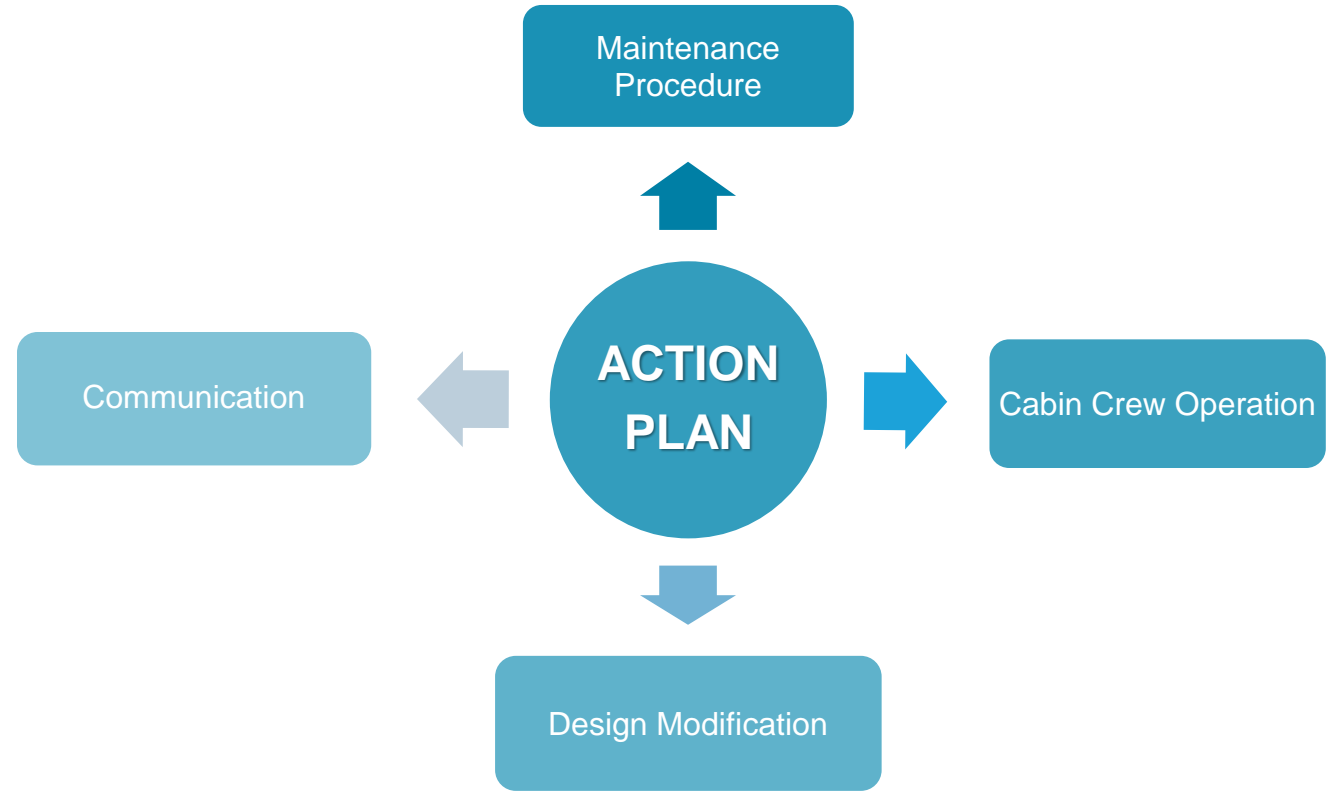 Maintenance
Procedure
Communication
ACTION
PLAN
Cabin Crew Operation
Design Modification